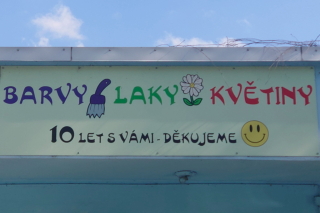 BARVY LAKY KVĚTINY
10 LET S VÁMI - DĚKUJEME